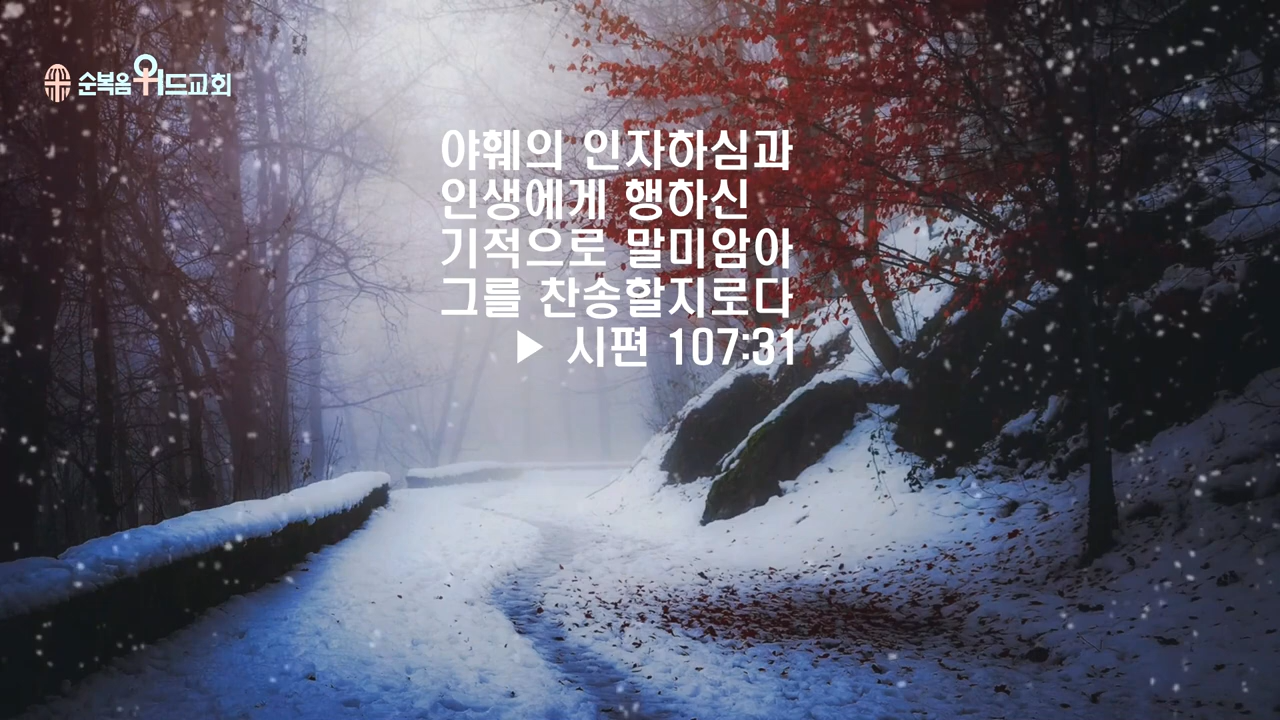 순복음위드교회
야훼의 인자하심과
인생에게 행하신
기적으로 말미암아
그를 찬송할지로다
▶ 시편 107:31